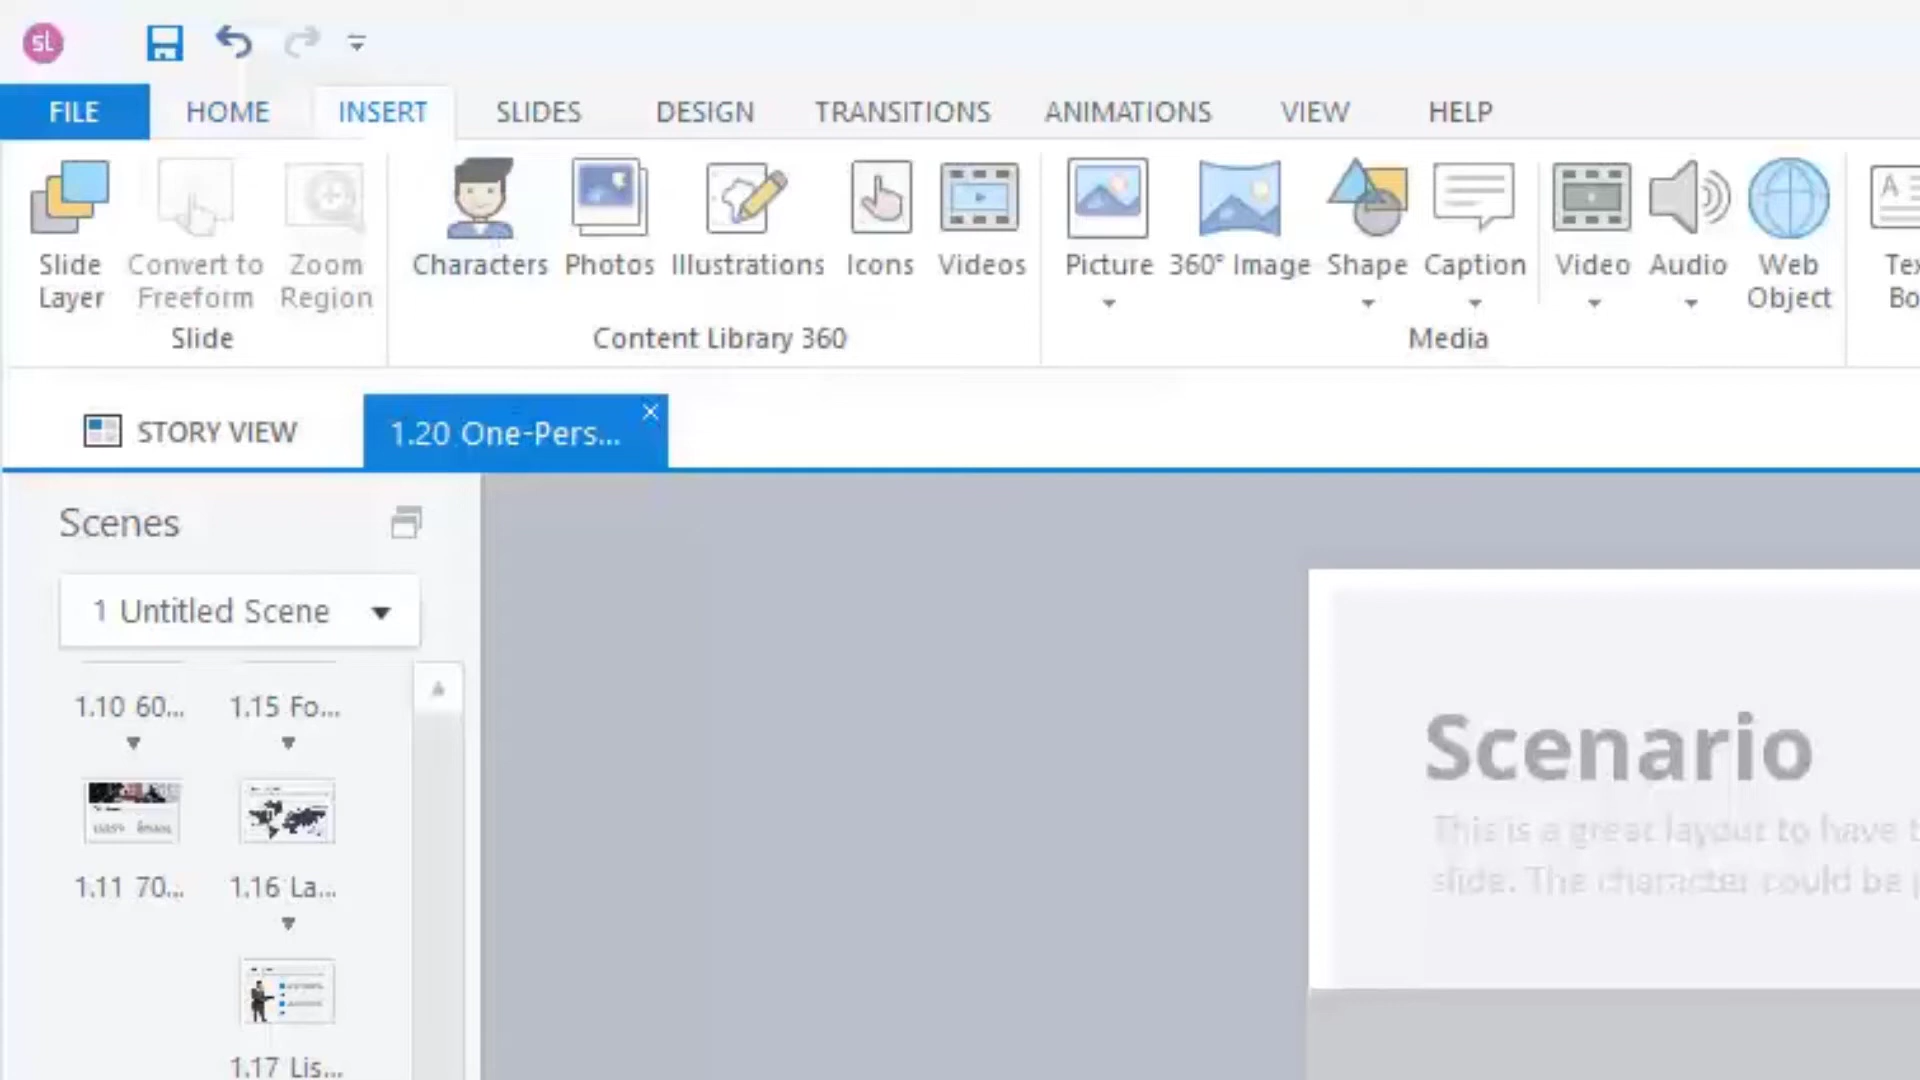 SL
FILE HOME INSERT SLIDES DESIGN TRANSITIONS ANIMATIONS VIEW HELP
Slide Layer
Convert to Freeform
Zoom Region
Characters Photos Illustrations Icons Videos
Picture 360° Image Shape Caption Video Audio
Web Object
Slide Content Library 360 Media
STORY VIEW 1.20 One-Pers...
Scenes
1 Untitled Scene
1.10 60... 1.15 Fo...
1.11 70... 1.16 La...
1.17 Lis...
Scenario
This is a great layout to have
slide. The character could be